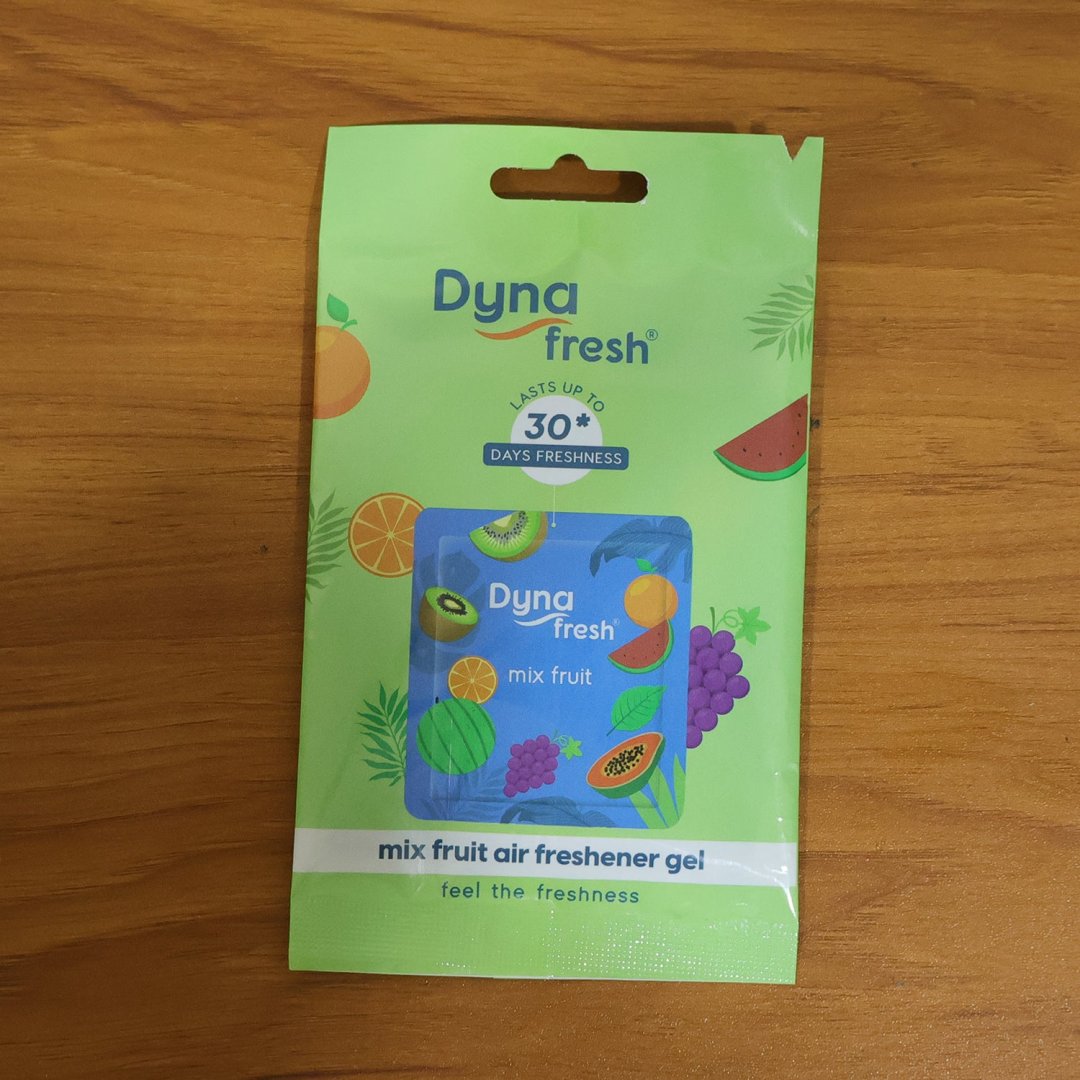 Dyna
fresh®
LASTS UP TO
30*
DAYS FRESHNESS
Dyna
fresh®
mix fruit
mix fruit air freshener gel
feel the freshness